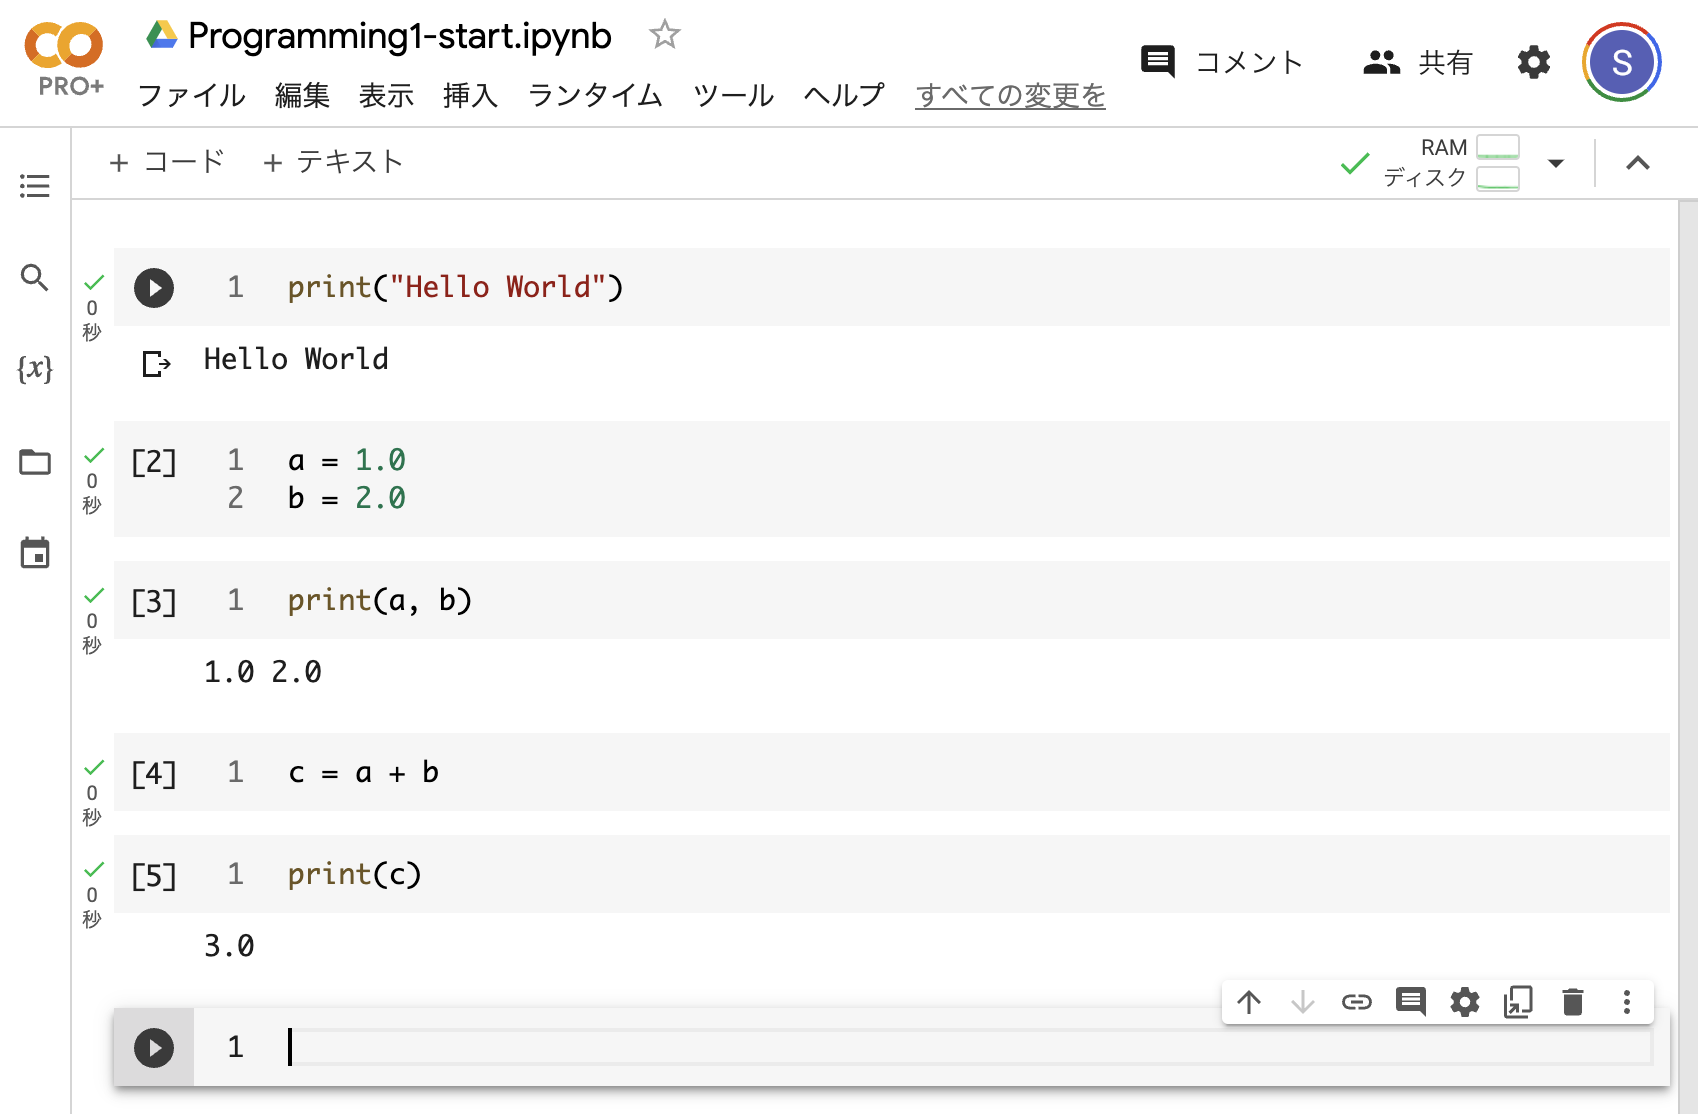 Programming1-start.ipynb
PRO+
コメント
共有
S
ファイル 編集 表示 挿入 ランタイム ツール ヘルプ すべての変更を
+ コード + テキスト
RAM
ディスク
{x}
0
秒
1 print("Hello World")
Hello World
0
秒
[2] 1 a = 1.0
2 b = 2.0
0
秒
[3] 1 print(a, b)
1.0 2.0
0
秒
[4] 1 c = a + b
0
秒
[5] 1 print(c)
3.0
1